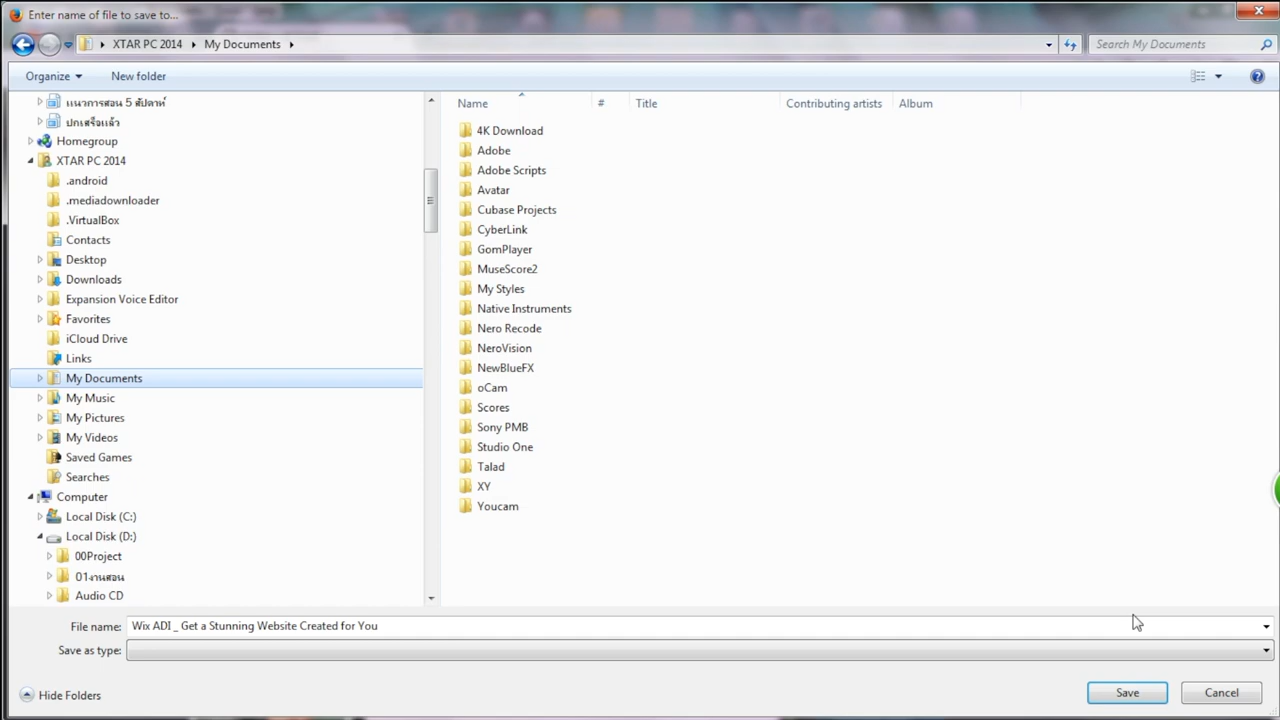 Enter name of file to save to...
XTAR PC 2014
My Documents
Search My Documents
Organize
New folder
แนวการสอน 5 สัปดาห์
ปกเสร็จแล้ว
Homegroup
XTAR PC 2014
.android
.mediadownloader
.VirtualBox
Contacts
Desktop
Downloads
Expansion Voice Editor
Favorites
iCloud Drive
Links
My Documents
My Music
My Pictures
My Videos
Saved Games
Searches
Computer
Local Disk (C:)
Local Disk (D:)
00Project
01งานสอน
Audio CD
Name # Title Contributing artists Album
4K Download
Adobe
Adobe Scripts
Avatar
Cubase Projects
CyberLink
GomPlayer
MuseScore2
My Styles
Native Instruments
Nero Recode
NeroVision
NewBlueFX
oCam
Scores
Sony PMB
Studio One
Talad
XY
Youcam
File name: Wix ADI _ Get a Stunning Website Created for You
Save as type:
Hide Folders
Save
Cancel